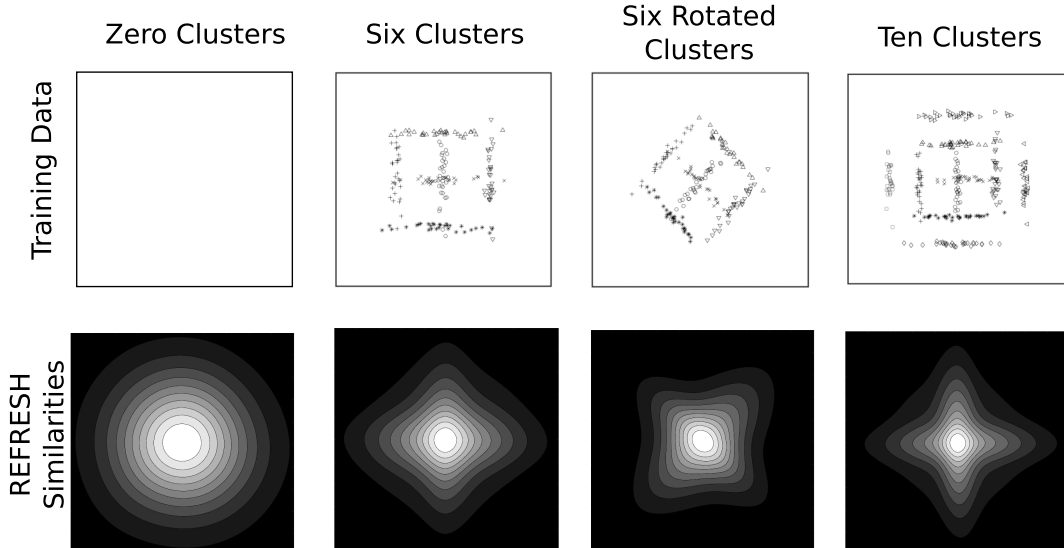 Zero Clusters
Six Clusters
Six Rotated
Clusters
Ten Clusters
Training Data
REFRESH
Similarities